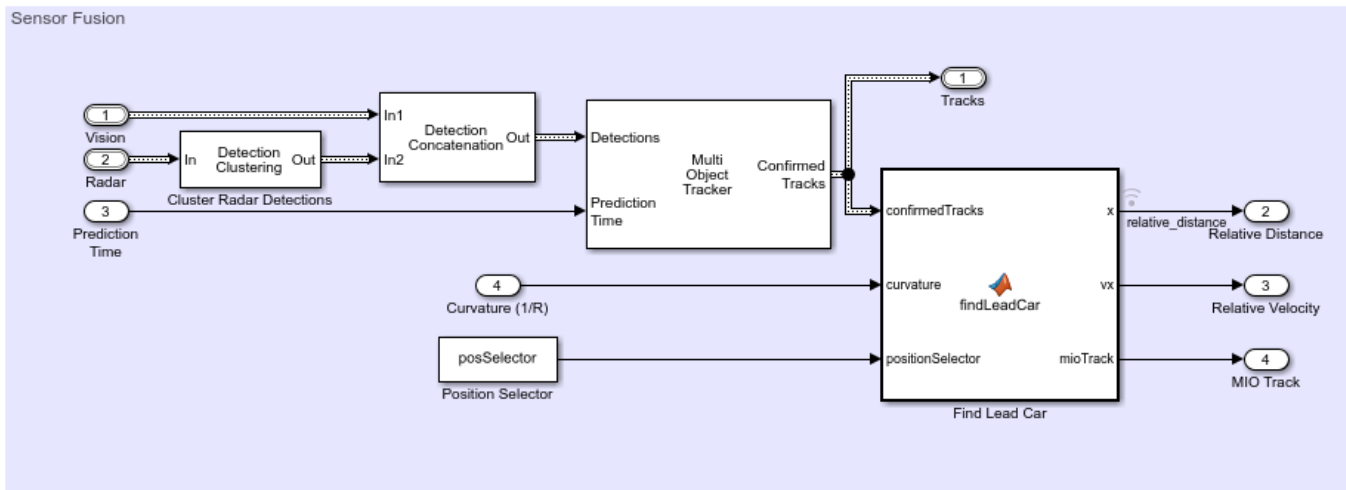 Sensor Fusion
1
Vision
2
Radar
3
Prediction
Time
In
Detection
Clustering
Out
Cluster Radar Detections
In1
In2
Detection
Concatenation
Out
Detections
Prediction
Time
Multi
Object
Tracker
Confirmed
Tracks
1
Tracks
4
Curvature (1/R)
posSelector
Position Selector
confirmedTracks
curvature
positionSelector
findLeadCar
x
vx
mioTrack
Find Lead Car
relative_distance
2
Relative Distance
3
Relative Velocity
4
MIO Track